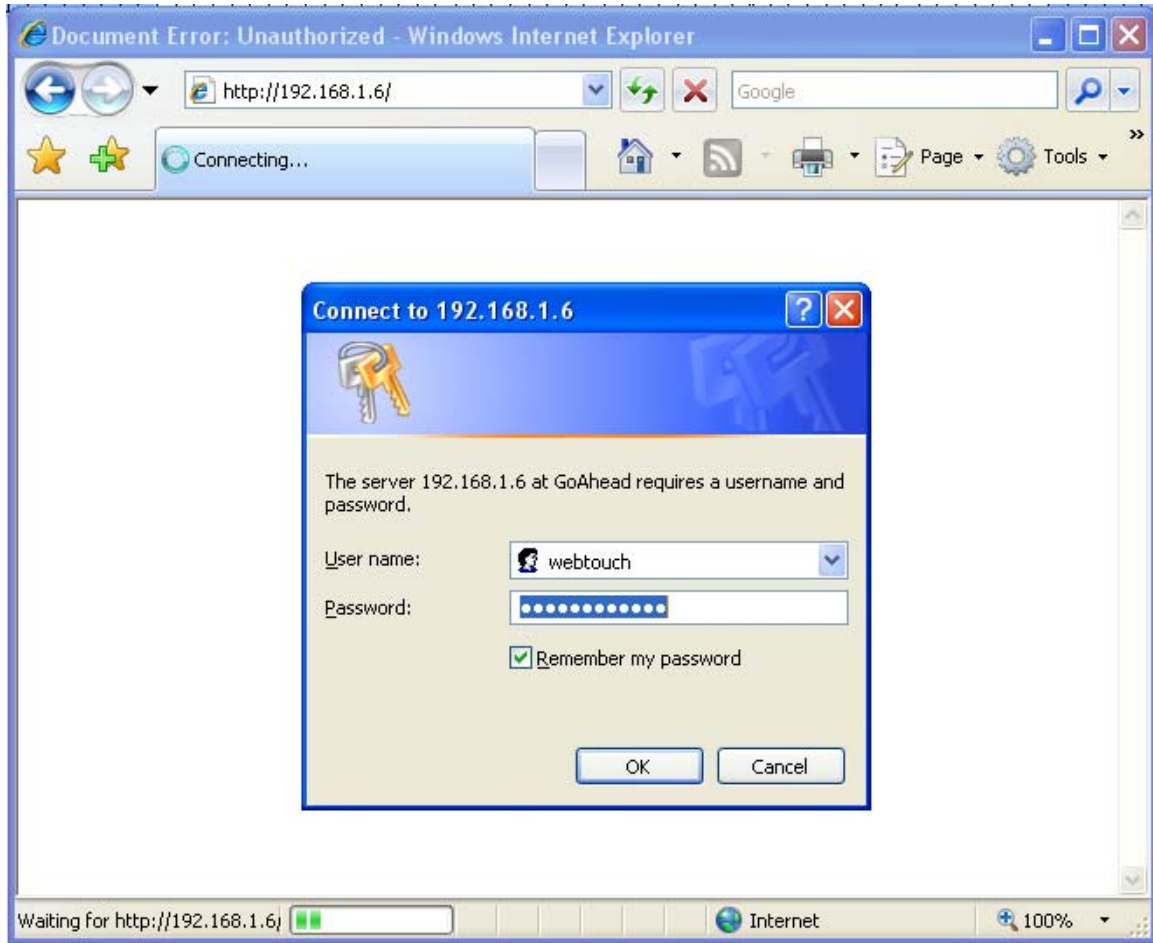 Document Error: Unauthorized - Windows Internet Explorer
http://192.168.1.6/
Google
Connecting...
Page
Tools
»
Connect to 192.168.1.6
The server 192.168.1.6 at GoAhead requires a username and
password.
User name:
webtouch
Password:
●●●●●●●●●●●●
Remember my password
OK
Cancel
Waiting for http://192.168.1.6/
Internet
100%